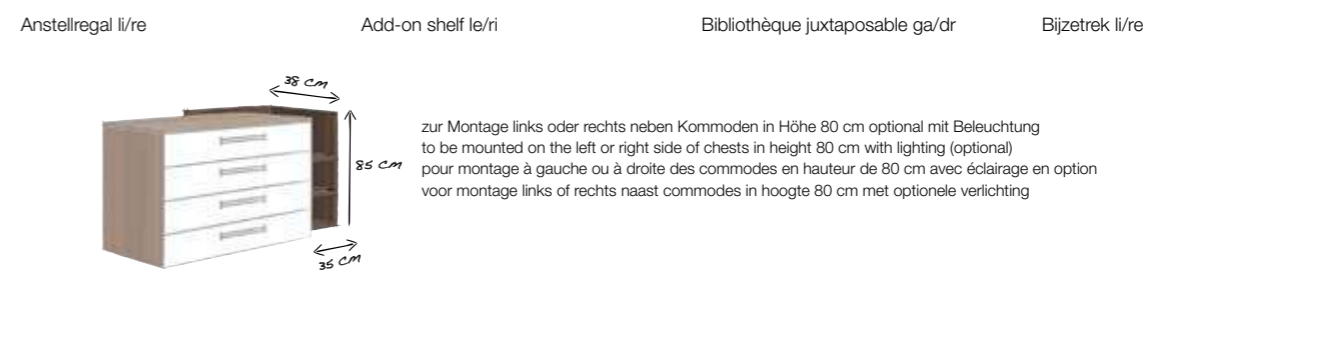 Anstellregal li/re
Add-on shelf le/ri
Bibliothèque juxtaposable ga/dr
Bijzetrek li/re
38 cm
85 cm
35 cm
zur Montage links oder rechts neben Kommoden in Höhe 80 cm optional mit Beleuchtung
to be mounted on the left or right side of chests in height 80 cm with lighting (optional)
pour montage à gauche ou à droite des commodes en hauteur de 80 cm avec éclairage en option
voor montage links of rechts naast commodes in hoogte 80 cm met optionele verlichting